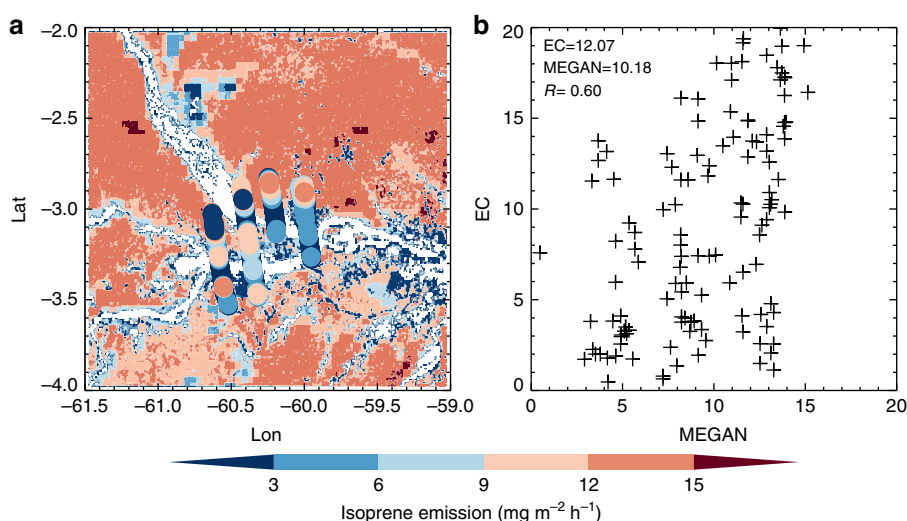 a
−2.0
−2.5
−3.0
−3.5
−4.0
Lat
−61.5 −61.0 −60.5 −60.0 −59.5 −59.0
Lon
b
20
15
10
5
0
EC
EC=12.07
MEGAN=10.18
R= 0.60
0 5 10 15 20
MEGAN
3 6 9 12 15
Isoprene emission (mg m⁻² h⁻¹)